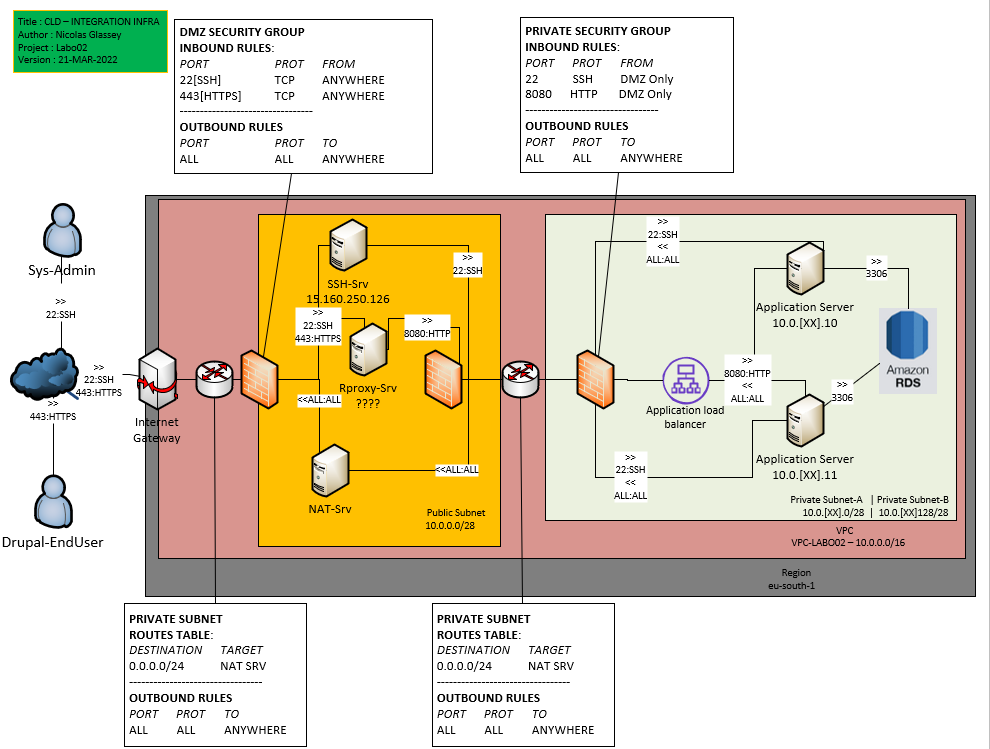 Title : CLD – INTEGRATION INFRA
Author : Nicolas Glassey
Project : Labo02
Version : 21-MAR-2022
DMZ SECURITY GROUP
INBOUND RULES:
PORT PROT FROM
22[SSH] TCP ANYWHERE
443[HTTPS] TCP ANYWHERE
---------------------------------
OUTBOUND RULES
PORT PROT TO
ALL ALL ANYWHERE
PRIVATE SECURITY GROUP
INBOUND RULES:
PORT PROT FROM
22 SSH DMZ Only
8080 HTTP DMZ Only
---------------------------------
OUTBOUND RULES
PORT PROT TO
ALL ALL ANYWHERE
Sys-Admin
>>
22:SSH
>>
22:SSH
443:HTTPS
>>
443:HTTPS
Drupal-EndUser
Internet
Gateway
SSH-Srv
15.160.250.126
>>
22:SSH
>>
22:SSH
443:HTTPS
>>
8080:HTTP
Rproxy-Srv
????
<<ALL:ALL
<<ALL:ALL
NAT-Srv
Public Subnet
10.0.0.0/28
>>
22:SSH
<<
ALL:ALL
>>
3306
Application Server
10.0.[XX].10
Amazon
RDS
Application load
balancer
>>
8080:HTTP
<<
ALL:ALL
>>
3306
Application Server
10.0.[XX].11
>>
22:SSH
<<
ALL:ALL
Private Subnet-A | Private Subnet-B
10.0.[XX].0/28 | 10.0.[XX]128/28
VPC
VPC-LABO02 – 10.0.0.0/16
Region
eu-south-1
PRIVATE SUBNET
ROUTES TABLE:
DESTINATION TARGET
0.0.0.0/24 NAT SRV
---------------------------------
OUTBOUND RULES
PORT PROT TO
ALL ALL ANYWHERE
PRIVATE SUBNET
ROUTES TABLE:
DESTINATION TARGET
0.0.0.0/24 NAT SRV
---------------------------------
OUTBOUND RULES
PORT PROT TO
ALL ALL ANYWHERE